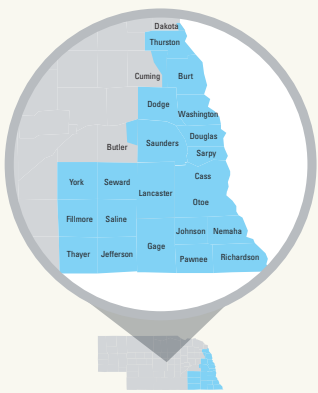 Dakota
Thurston
Cuming Burt
Dodge
Washington
Douglas
Butler Saunders
Sarpy
Cass
York Seward
Lancaster
Otoe
Fillmore Saline
Johnson Nemaha
Gage
Thayer Jefferson
Pawnee Richardson